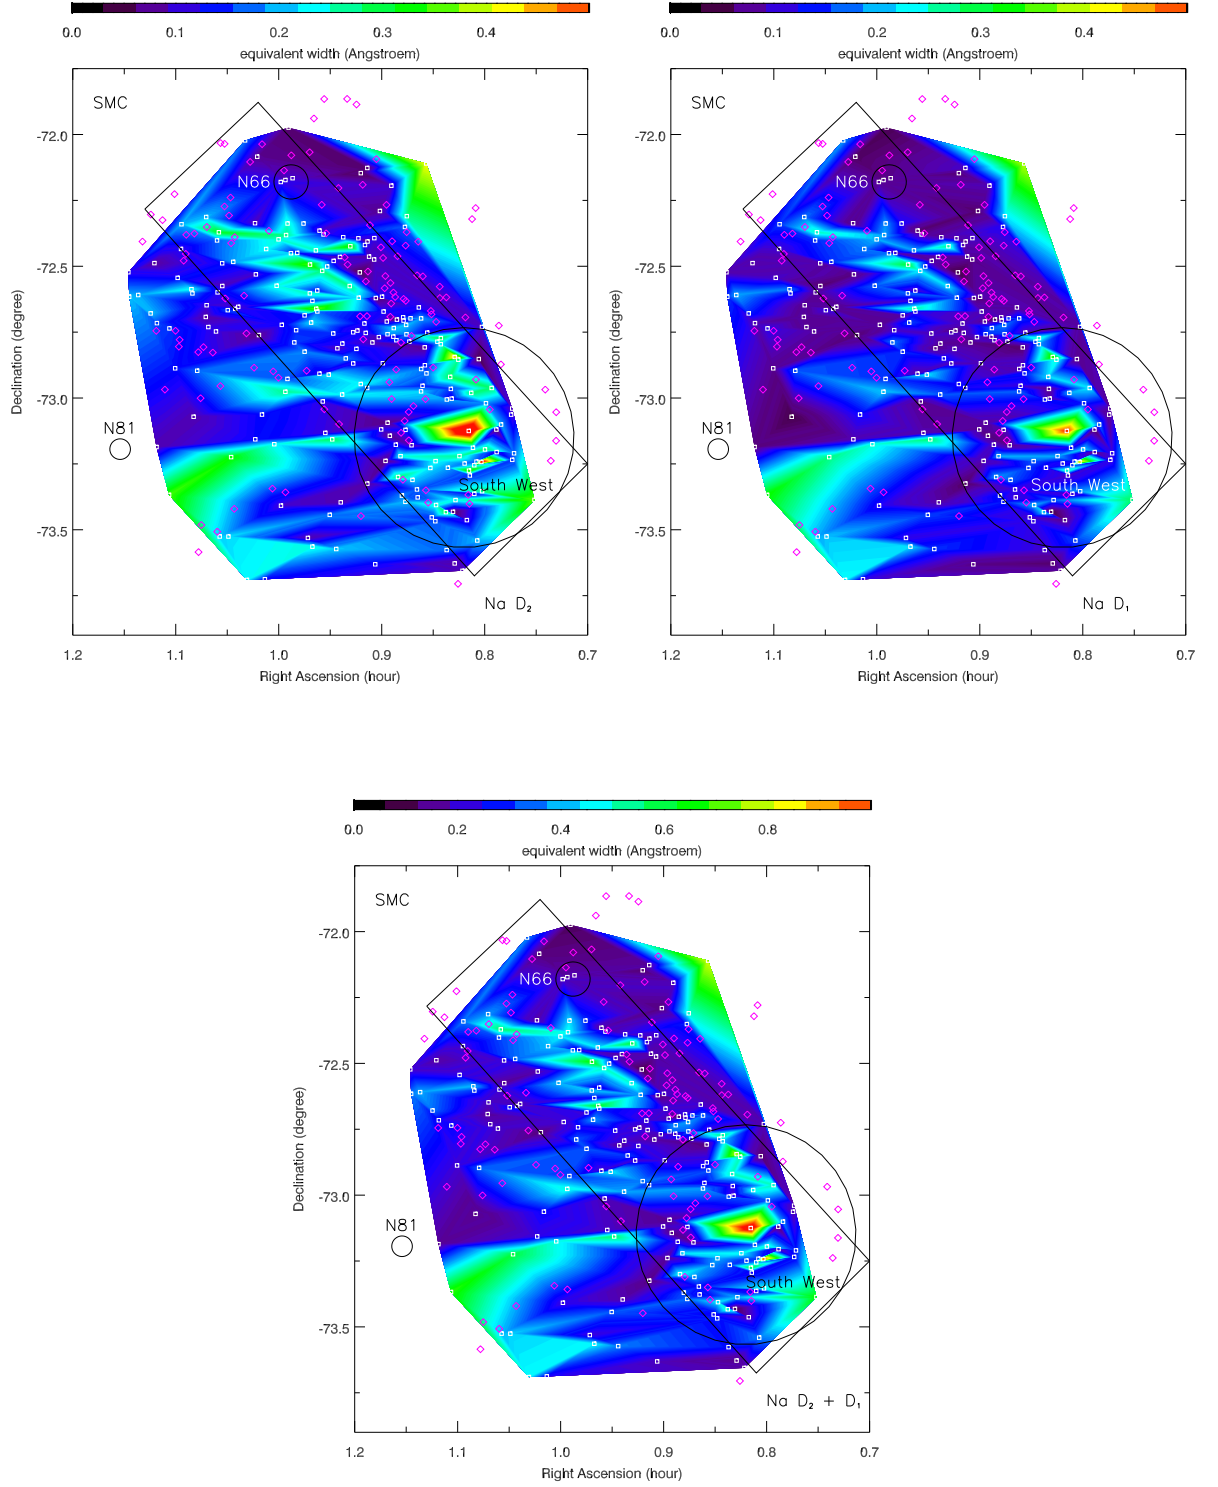 0.0 0.1 0.2 0.3 0.4
equivalent width (Angstroem)
SMC
N66
N81
South West
Na D₂
-72.0
-72.5
-73.0
-73.5
Declination (degree)
1.2 1.1 1.0 0.9 0.8 0.7
Right Ascension (hour)
0.0 0.1 0.2 0.3 0.4
equivalent width (Angstroem)
SMC
N66
N81
South West
Na D₁
-72.0
-72.5
-73.0
-73.5
Declination (degree)
1.2 1.1 1.0 0.9 0.8 0.7
Right Ascension (hour)
0.0 0.2 0.4 0.6 0.8
equivalent width (Angstroem)
SMC
N66
N81
South West
Na D₂ + D₁
-72.0
-72.5
-73.0
-73.5
Declination (degree)
1.2 1.1 1.0 0.9 0.8 0.7
Right Ascension (hour)